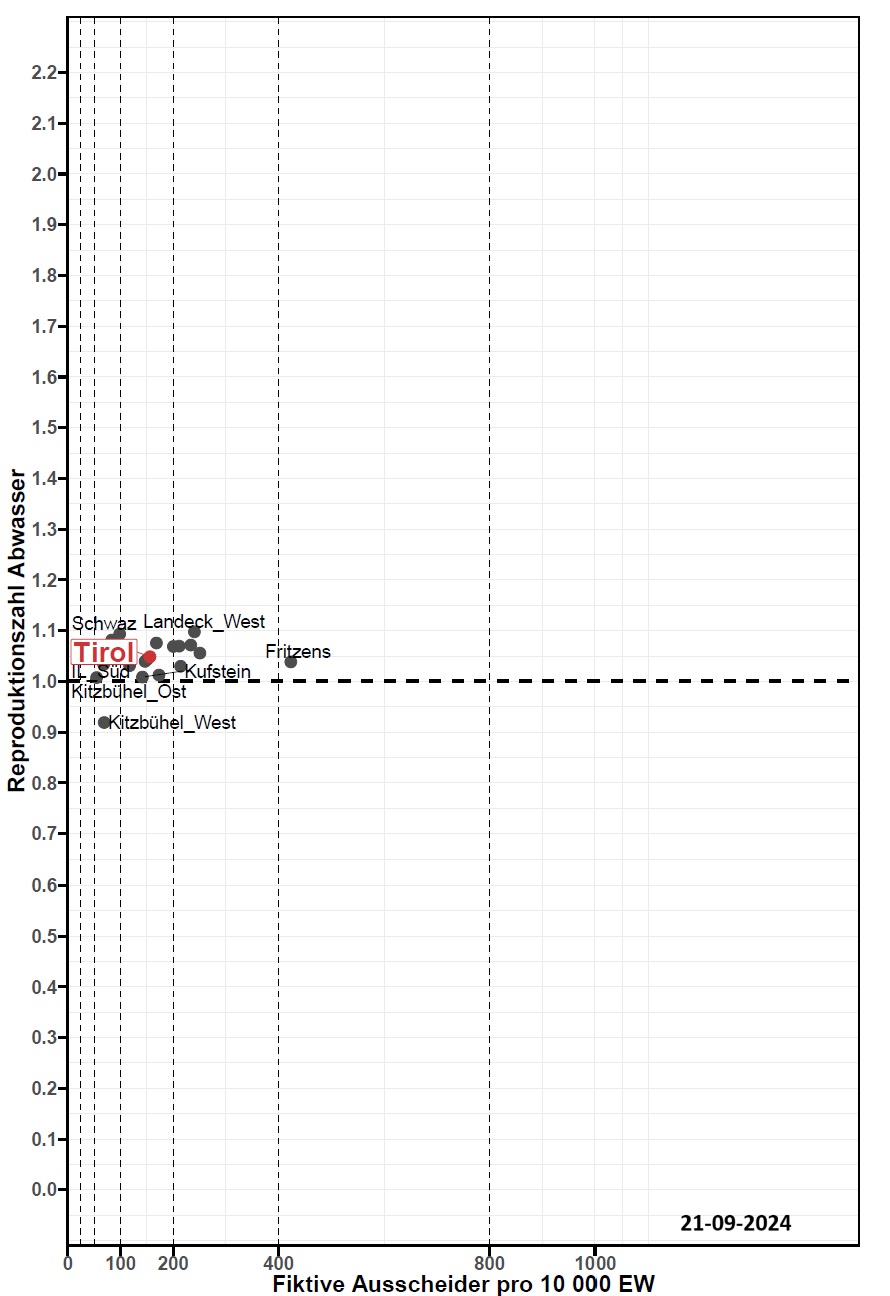 2.2
2.1
2.0
1.9
1.8
1.7
1.6
1.5
1.4
1.3
1.2
1.1
1.0
0.9
0.8
0.7
0.6
0.5
0.4
0.3
0.2
0.1
0.0
Reproduktionszahl Abwasser
Schwaz
Landeck_West
Tirol
Fritzens
IL_Süd
Kufstein
Kitzbühel_Ost
Kitzbühel_West
21-09-2024
0 100 200 400 800 1000
Fiktive Ausscheider pro 10 000 EW